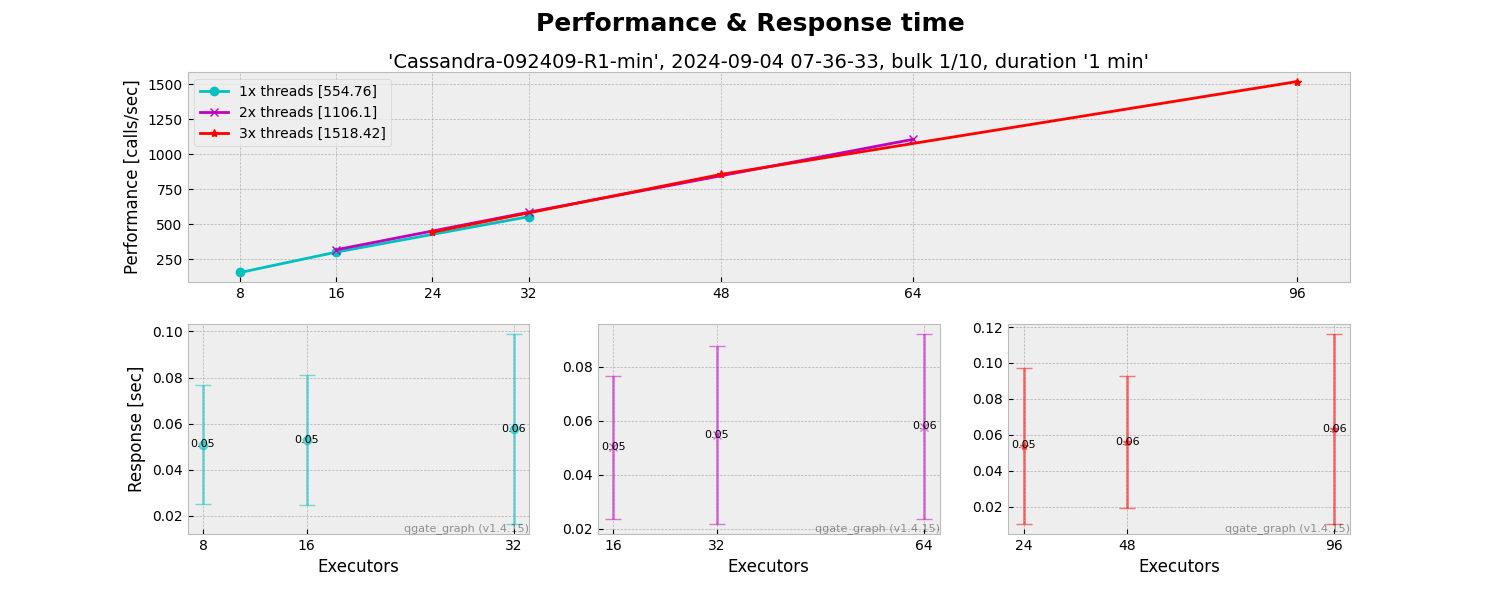 Performance & Response time
'Cassandra-092409-R1-min', 2024-09-04 07-36-33, bulk 1/10, duration '1 min'
Performance [calls/sec]
1500
1250
1000
750
500
250
1x threads [554.76]
2x threads [1106.1]
3x threads [1518.42]
8 16 24 32 48 64 96
Response [sec]
0.10
0.08
0.06
0.04
0.02
0.05 0.05 0.06
qgate_graph (v1.4.15)
8 16 32
Executors
0.08
0.06
0.04
0.02
0.05 0.05 0.06
qgate_graph (v1.4.15)
16 32 64
Executors
0.12
0.10
0.08
0.06
0.04
0.02
0.05 0.06 0.06
qgate_graph (v1.4.15)
24 48 96
Executors